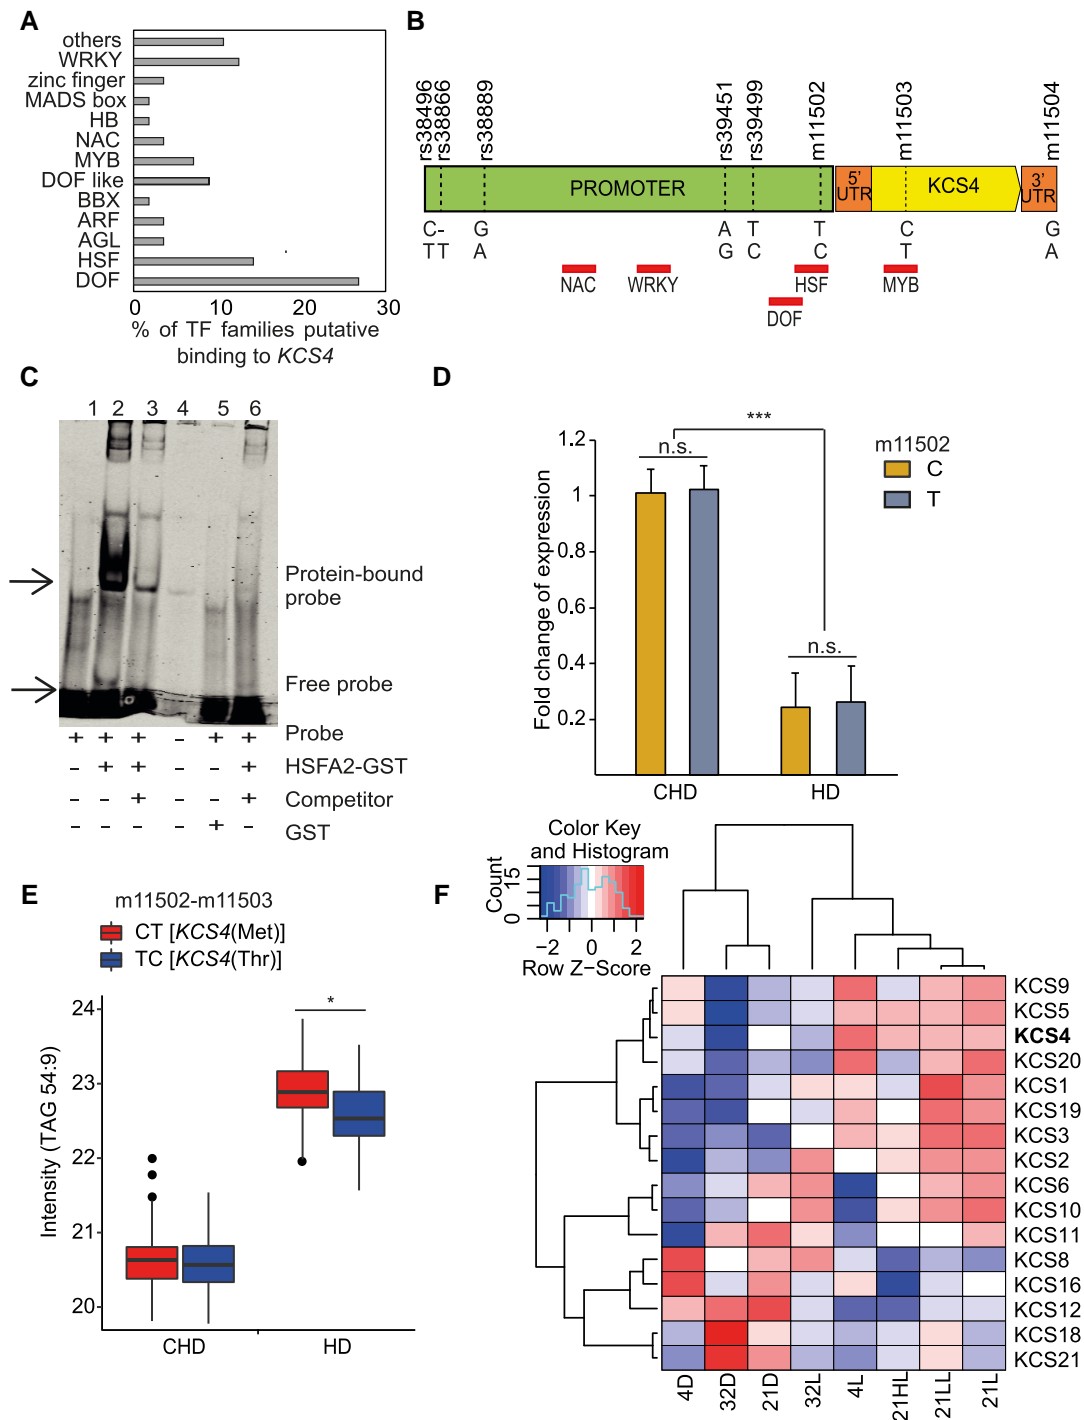 A
others
WRKY
zinc finger
MADS box
HB
NAC
MYB
DOF like
BBX
ARF
AGL
HSF
DOF
0 10 20 30
% of TF families putative
binding to KCS4
B
rs38496
rs38866
rs38889
rs39451
rs39499
m11502
m11503
m11504
PROMOTER
5'
UTR
KCS4
3'
UTR
C- G A T T C G
TT A G C C T A
NAC WRKY HSF MYB
DOF
C
1 2 3 4 5 6
Protein-bound
probe
Free probe
+ + + – + + Probe
– + + – – + HSFA2-GST
– – + – – + Competitor
– – – – + – GST
D
***
m11502
C
T
n.s.
n.s.
Fold change of expression
1.2
1
0.8
0.6
0.4
0.2
CHD HD
E
m11502-m11503
CT [KCS4(Met)]
TC [KCS4(Thr)]
*
Intensity (TAG 54:9)
24
23
22
21
20
CHD HD
F
Color Key
and Histogram
Count
0 15
−2 0 2
Row Z−Score
KCS9
KCS5
KCS4
KCS20
KCS1
KCS19
KCS3
KCS2
KCS6
KCS10
KCS11
KCS8
KCS16
KCS12
KCS18
KCS21
4D
32D
21D
32L
4L
21HL
21LL
21L